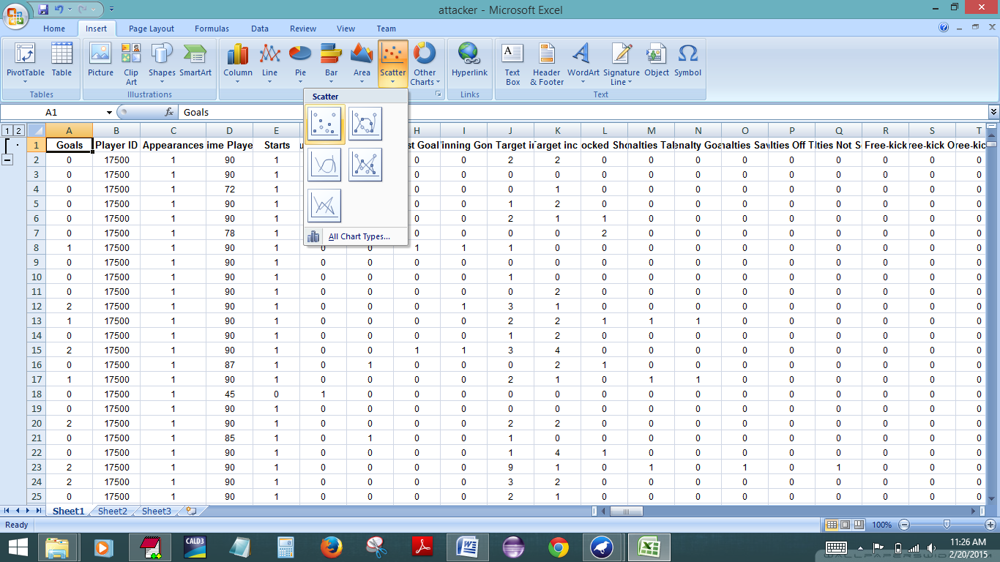 attacker - Microsoft Excel
Home Insert Page Layout Formulas Data Review View Team
PivotTable Table Picture Clip Art Shapes SmartArt Column Line Pie Bar Area Scatter Other Charts Hyperlink Text Box Header & Footer WordArt Signature Line Object Symbol
Tables Illustrations Links Text
Scatter
All Chart Types...
A1 fx Goals
1 2 A B C D E H I J K L M N O P Q R S T
1 Goals Player ID Appearances ime Playe Starts st Goal inning Gon Target i Target inc ocked Sho nalties Tak nalty Goa nalties Sav lties Off T lties Not S Free-kick ree-kick O ree-kic
2 0 17500 1 90 1 0 0 2 2 0 0 0 0 0 0 0 0 0
3 0 17500 1 90 1 0 0 0 0 0 0 0 0 0 0 0 0 0
4 0 17500 1 72 1 0 0 0 1 0 0 0 0 0 0 0 0 0
5 0 17500 1 90 1 0 0 1 2 0 0 0 0 0 0 0 0 0
6 0 17500 1 90 1 0 0 2 1 1 0 0 0 0 0 0 0 0
7 0 17500 1 78 1 0 0 0 0 2 0 0 0 0 0 0 0 0
8 1 17500 1 90 1 0 0 1 1 1 0 0 0 0 0 0 0 0 0 0
9 0 17500 1 90 1 0 0 0 0 0 0 0 0 0 0 0 0 0 0 0
10 0 17500 1 90 1 0 0 0 0 1 0 0 0 0 0 0 0 0 0 0
11 0 17500 1 90 1 0 0 0 0 0 2 0 0 0 0 0 0 0 0 0
12 2 17500 1 90 1 0 0 0 1 3 1 0 0 0 0 0 0 0 0 0
13 1 17500 1 90 1 0 0 0 0 2 2 1 1 1 0 0 0 0 0 0
14 0 17500 1 90 1 0 0 0 0 1 2 0 0 0 0 0 0 0 0 0
15 2 17500 1 90 1 0 0 1 1 3 4 0 0 0 0 0 0 0 0 0
16 0 17500 1 87 1 0 1 0 0 0 2 1 0 0 0 0 0 0 0 0
17 1 17500 1 90 1 0 0 0 0 2 1 0 1 1 0 0 0 0 0 0
18 0 17500 1 45 0 1 0 0 0 0 0 0 0 0 0 0 0 0 0 0
19 0 17500 1 90 1 0 0 0 0 0 0 0 0 0 0 0 0 0 0 0
20 2 17500 1 90 1 0 0 0 0 2 2 0 0 0 0 0 0 0 0 0
21 0 17500 1 85 1 0 1 0 0 1 0 0 0 0 0 0 0 0 0 0
22 0 17500 1 90 1 0 0 0 0 1 4 1 0 0 0 0 0 0 0 0
23 2 17500 1 90 1 0 0 0 0 9 1 0 1 0 1 0 1 0 0 0
24 2 17500 1 90 1 0 0 0 0 3 2 0 0 0 0 0 0 0 0 0
25 0 17500 1 90 1 0 0 0 0 2 1 0 0 0 0 0 0 0 0 0
Sheet1 Sheet2 Sheet3
Ready 100%
CALD3 11:26 AM
2/20/2015